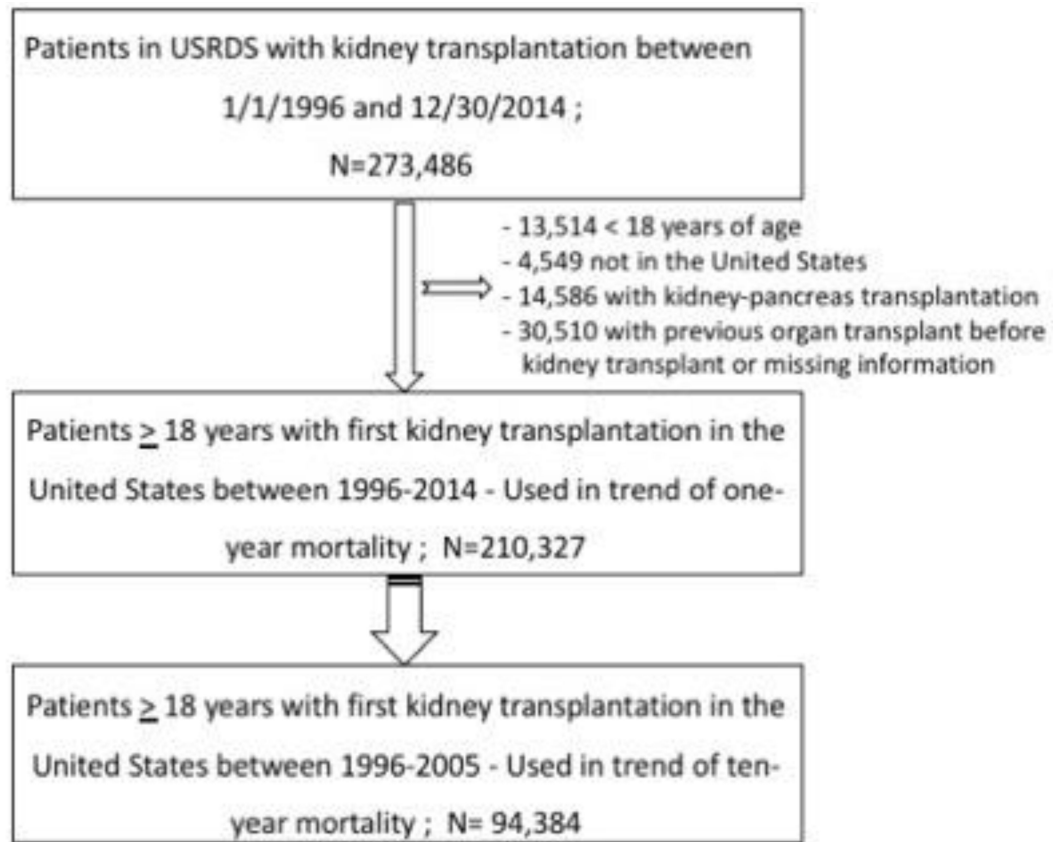 Patients in USRDS with kidney transplantation between
1/1/1996 and 12/30/2014 ;
N=273,486
- 13,514 < 18 years of age
- 4,549 not in the United States
- 14,586 with kidney-pancreas transplantation
- 30,510 with previous organ transplant before
kidney transplant or missing information
Patients ≥ 18 years with first kidney transplantation in the
United States between 1996-2014 - Used in trend of one-
year mortality ; N=210,327
Patients ≥ 18 years with first kidney transplantation in the
United States between 1996-2005 - Used in trend of ten-
year mortality ; N= 94,384